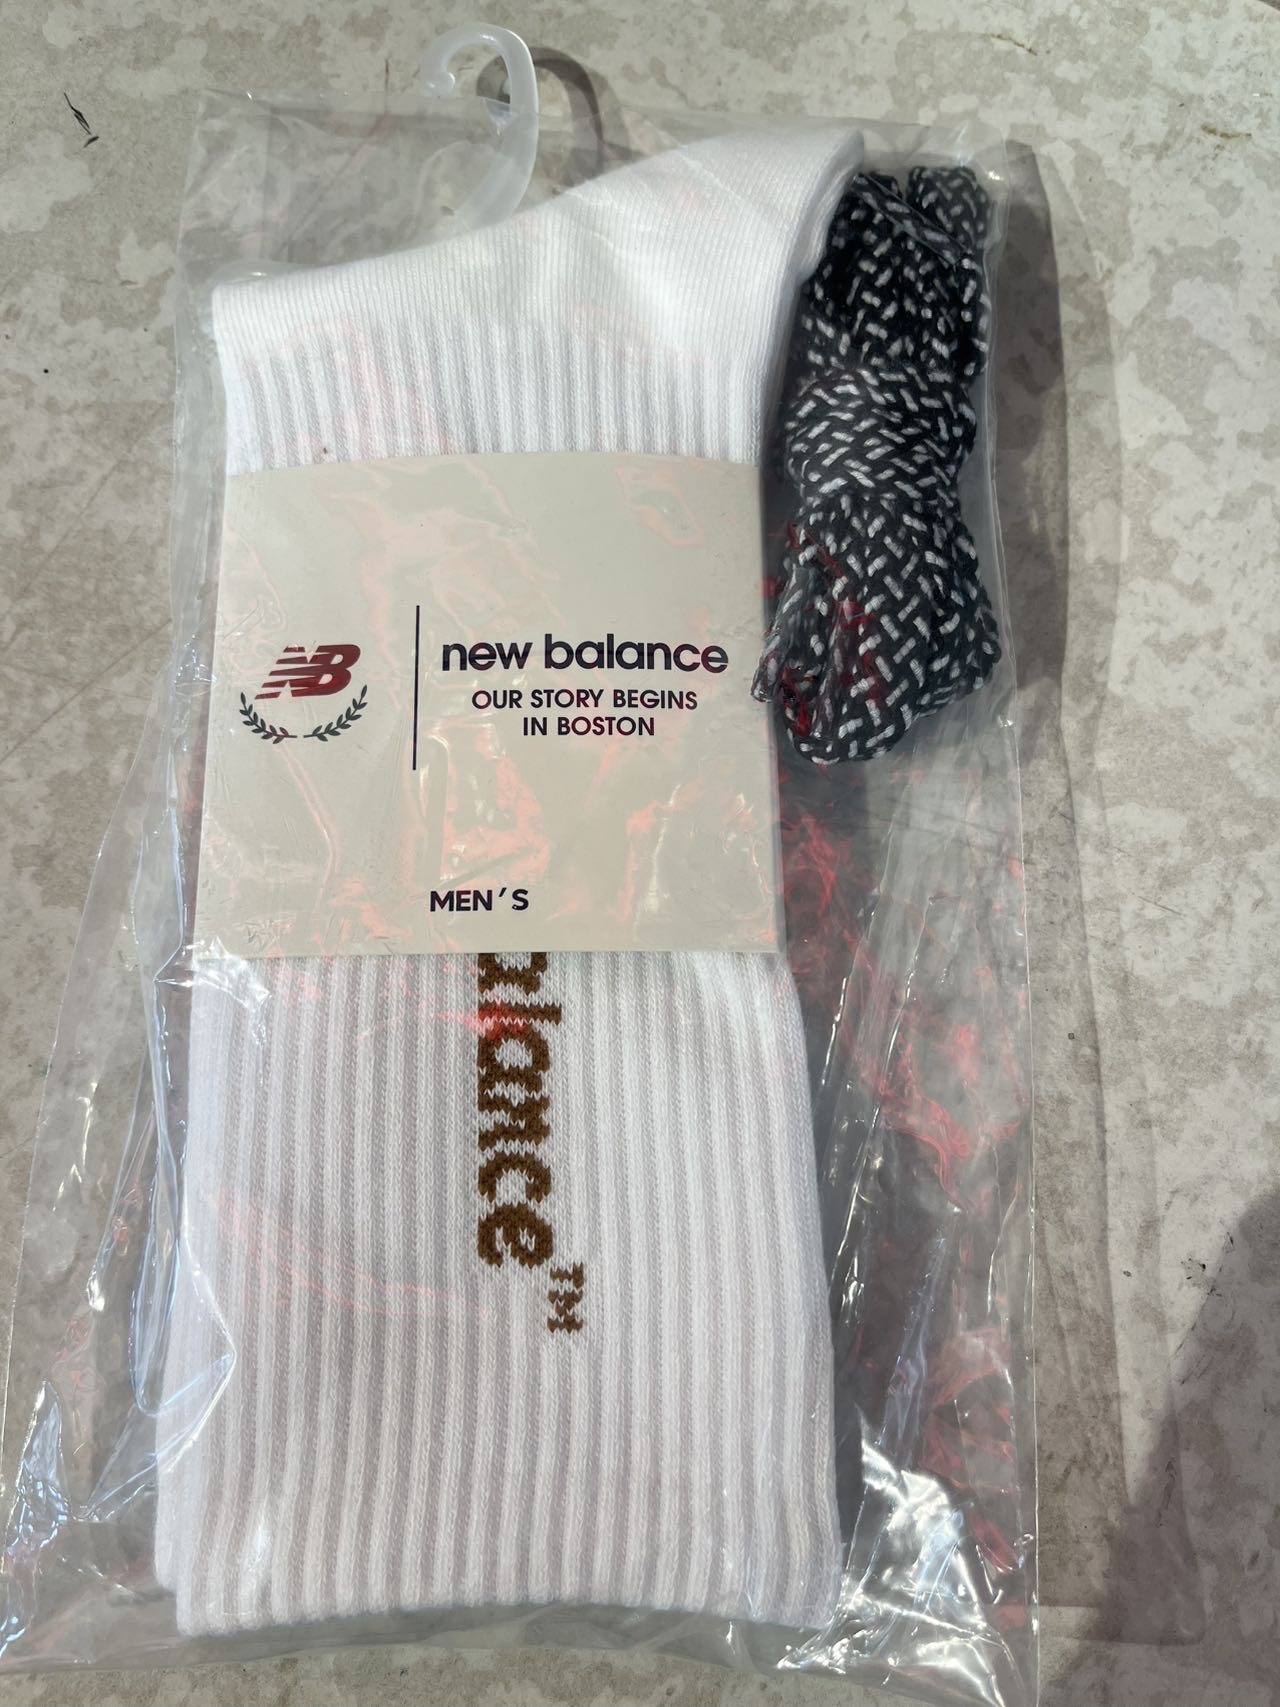 NB
new balance
OUR STORY BEGINS
IN BOSTON
MEN'S
alance™